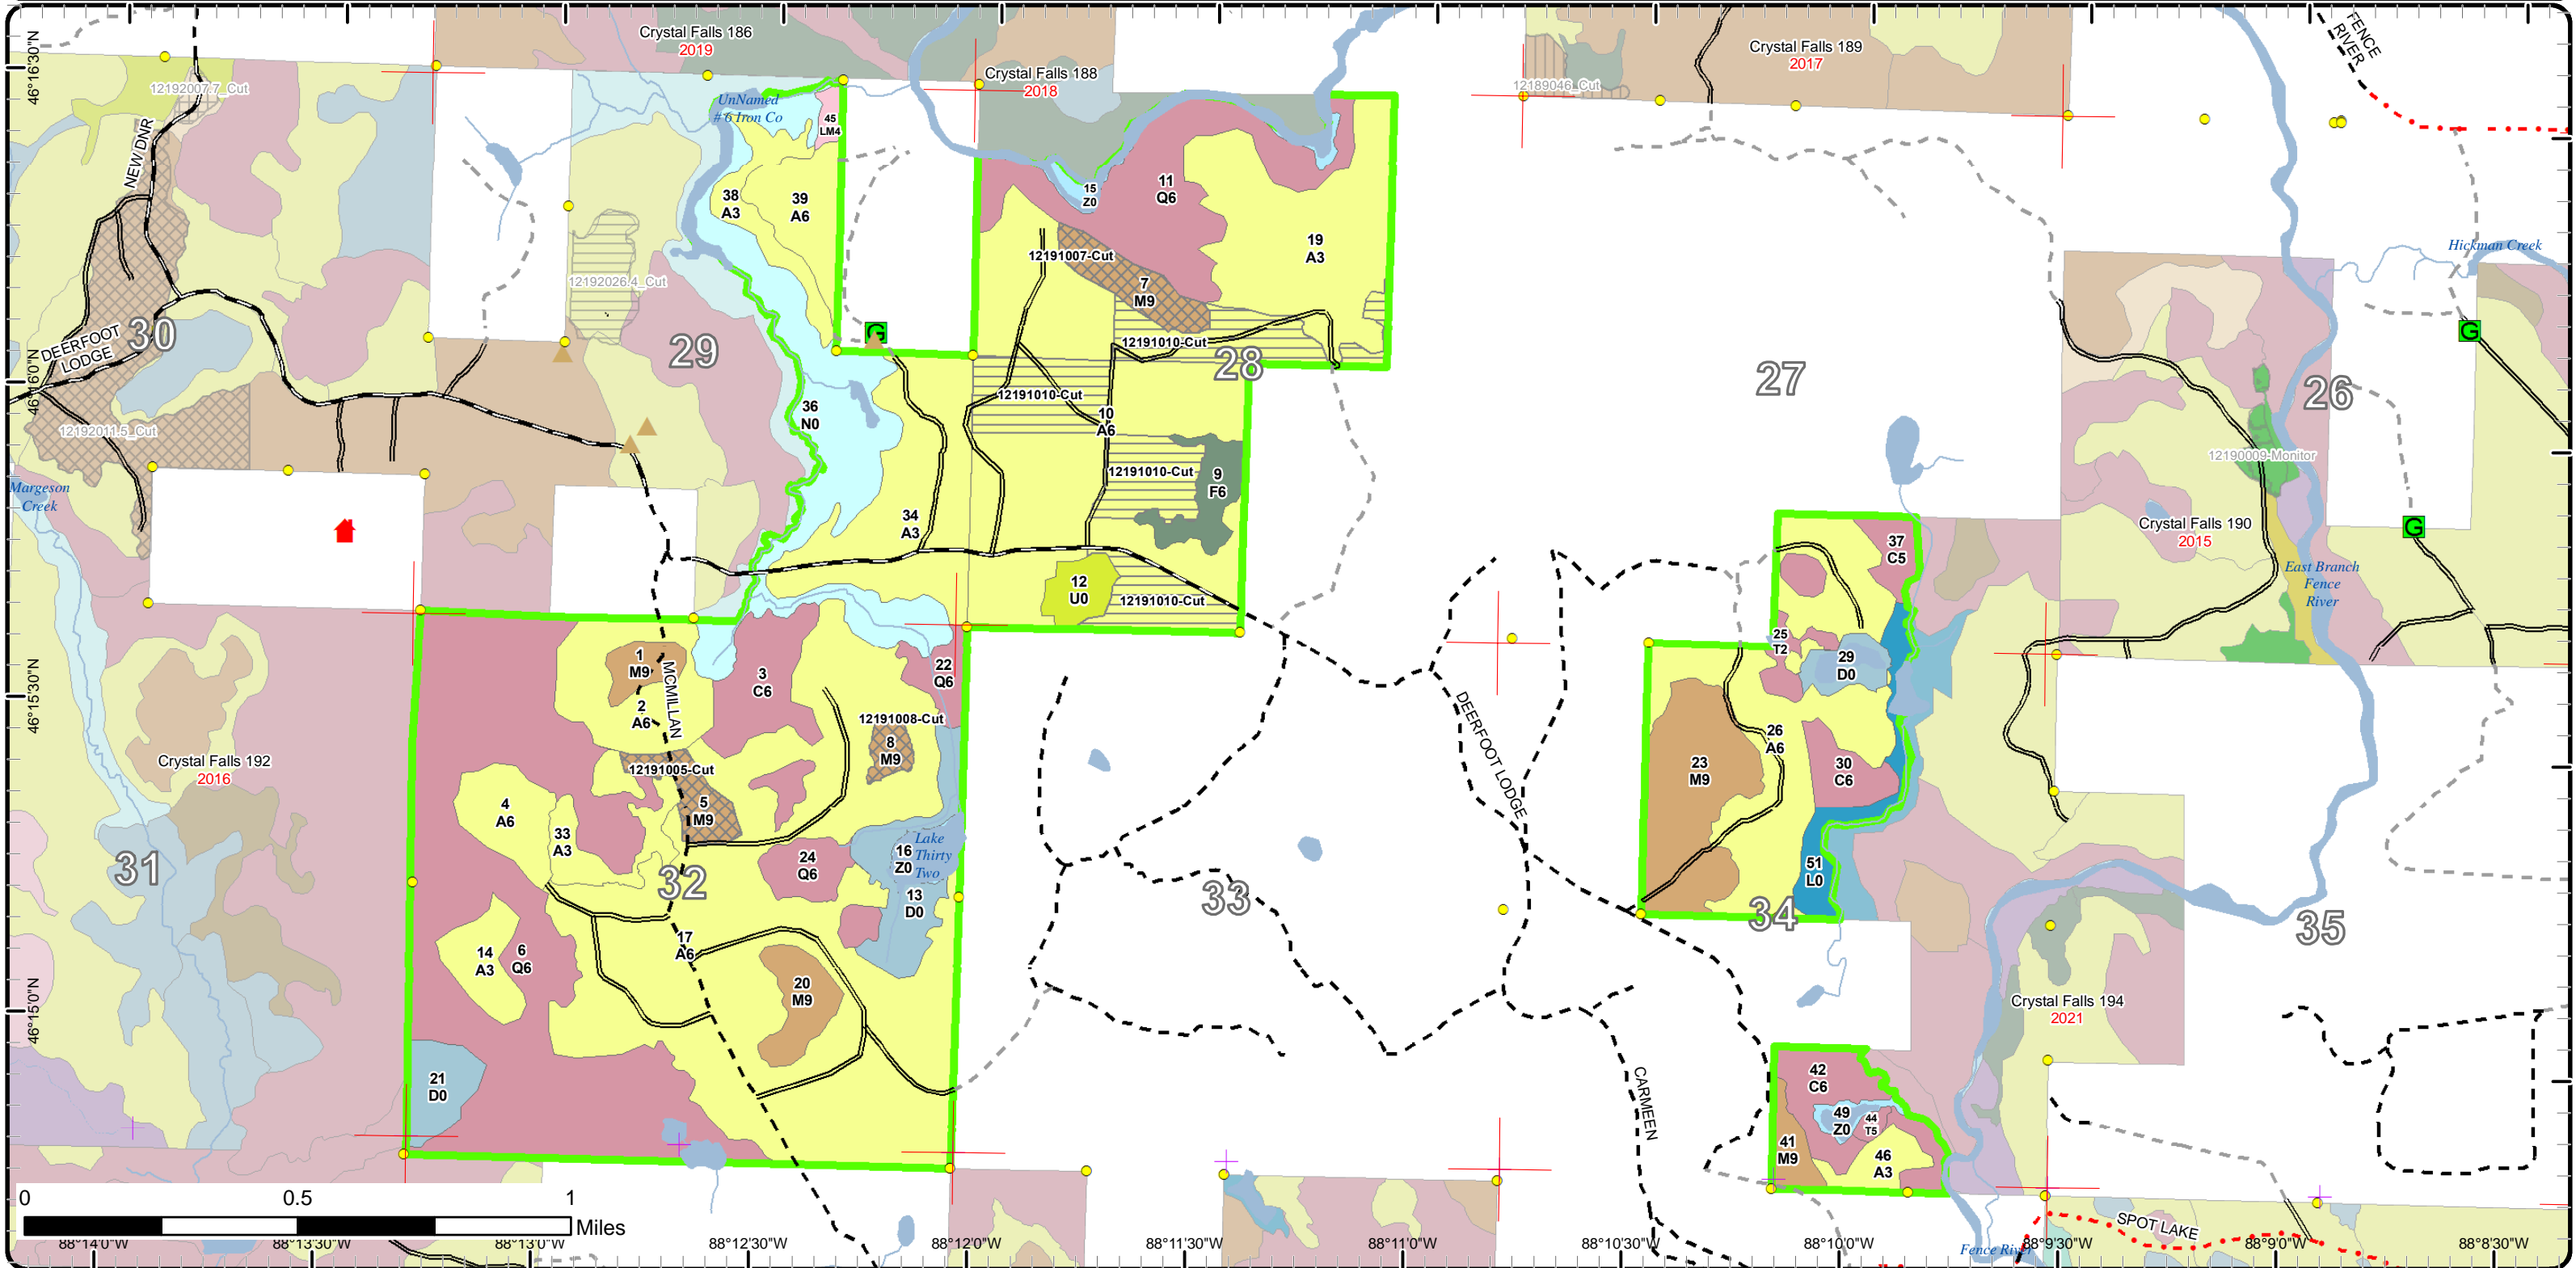 Crystal Falls 186
2019
Crystal Falls 188
2018
Crystal Falls 189
2017
FENCE
RIVER
46°16'30"N
12192007.7_Cut
NEW DNR
UnNamed
# 6 Iron Co
45
LM4
12189046_Cut
38
A3
39
A6
15
Z0
11
Q6
19
A3
Hickman Creek
12191007-Cut
7
M9
12192026.4_Cut
30
DEERFOOT
LODGE
29
G
12191010-Cut
28
27
26
G
46°16'0"N
12191010-Cut
10
A6
36
N0
12192011.5_Cut
12191010-Cut
9
F6
12190009-Monitor
Margeson
Creek
34
A3
Crystal Falls 190
2015
G
37
C5
East Branch
Fence
River
12
U0
12191010-Cut
25
T2
29
D0
46°15'30"N
1
M9
MCMILLAN
3
C6
22
Q6
2
A6
12191008-Cut
8
M9
DEERFOOT LODGE
26
A6
23
M9
30
C6
Crystal Falls 192
2016
12191005-Cut
5
M9
4
A6
33
A3
31
32
24
Q6
16
Z0
Lake
Thirty
Two
13
D0
33
51
L0
34
35
17
A6
14
A3
6
Q6
20
M9
46°15'0"N
Crystal Falls 194
2021
21
D0
CARMEN
42
C6
49
Z0
44
T5
41
M9
46
A3
0
0.5
1
Miles
SPOT LAKE
Fence River
88°14'0"W
88°13'30"W
88°13'0"W
88°12'30"W
88°12'0"W
88°11'30"W
88°11'0"W
88°10'30"W
88°10'0"W
88°9'30"W
88°9'0"W
88°8'30"W